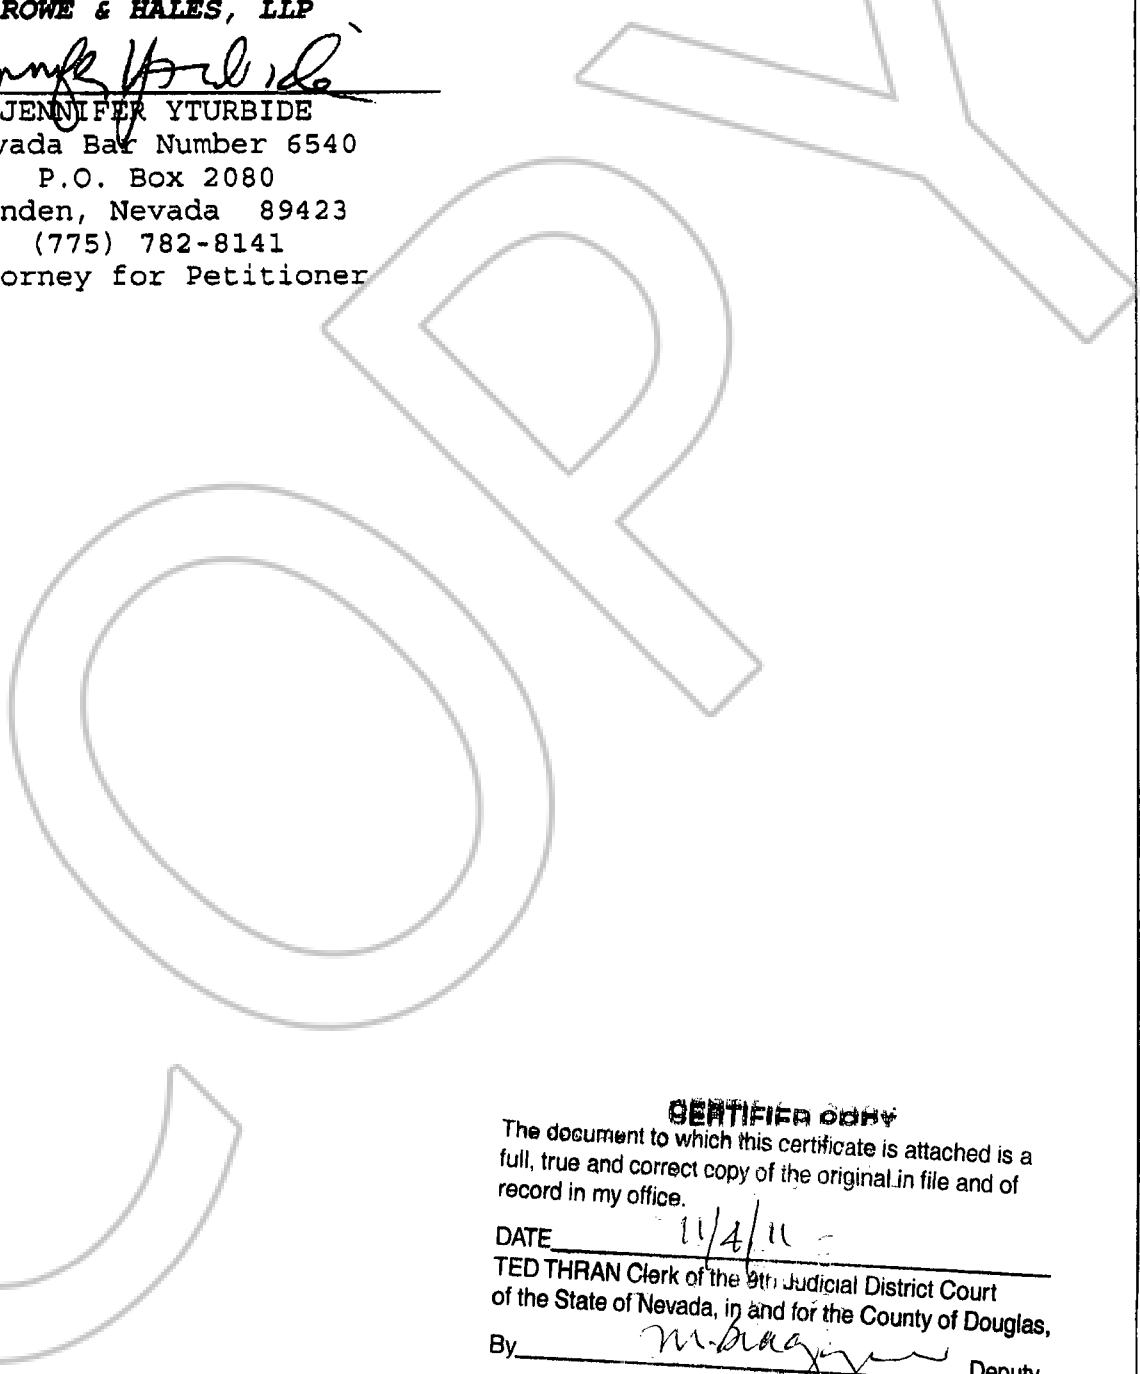 ROWE & HALES, LLP
JENNIFER YTURBIDE
vada Bar Number 6540
P.O. Box 2080
nden, Nevada 89423
(775) 782-8141
orney for Petitioner
COPY
CERTIFIED COPY
The document to which this certificate is attached is a
full, true and correct copy of the original in file and of
record in my office.
DATE 11/4/11
TED THRAN Clerk of the 9th Judicial District Court
of the State of Nevada, in and for the County of Douglas,
By Deputy